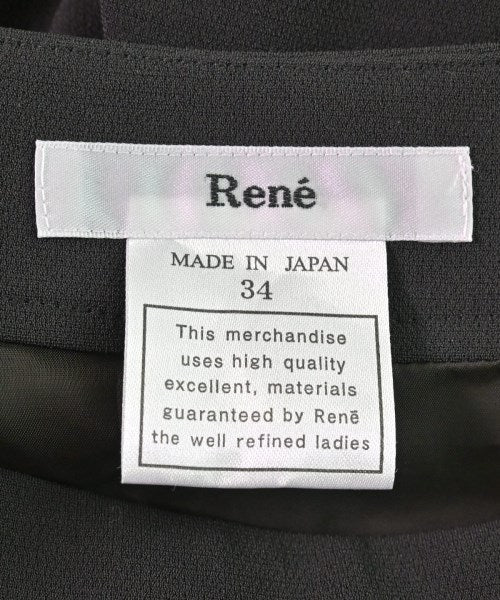 René
MADE IN JAPAN
34
This merchandise
uses high quality
excellent, materials
guaranteed by Renē
the well refined ladies